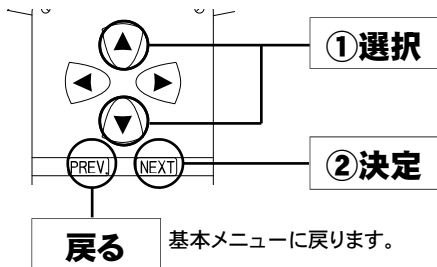 ①選択
PREV.
NEXT
②決定
戻る
基本メニューに戻ります。